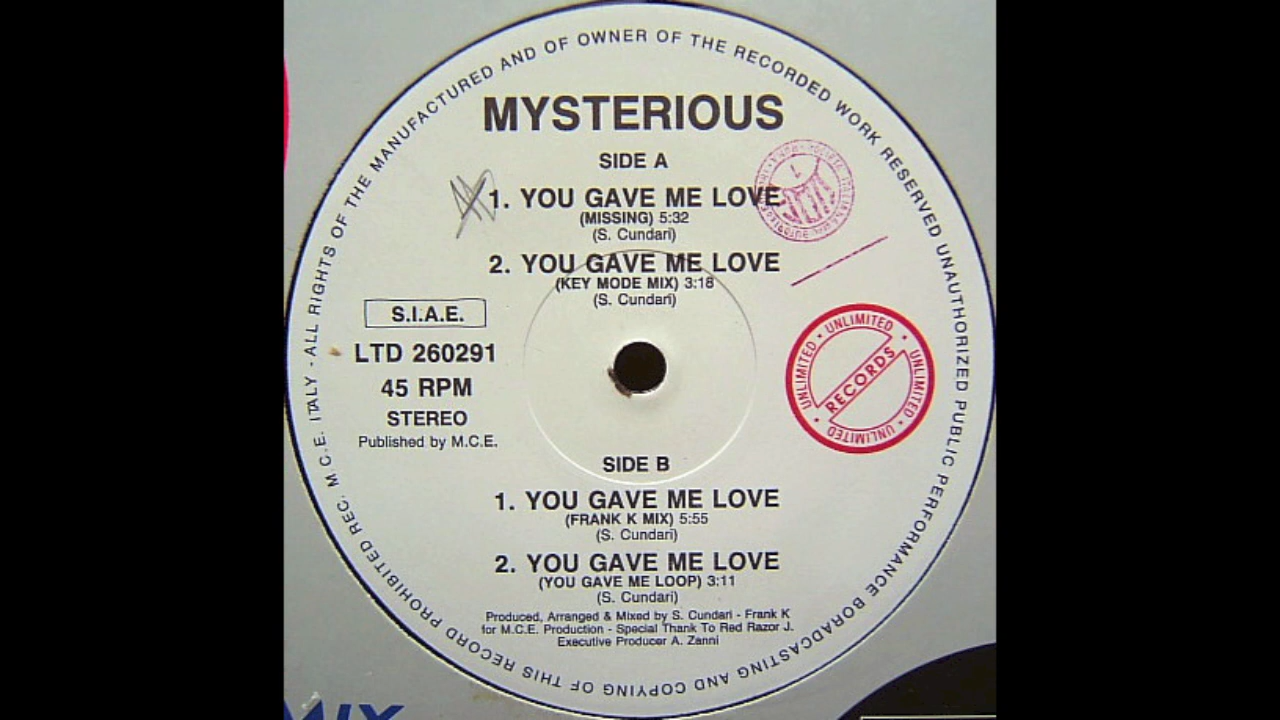 ALL RIGHTS OF THE MANUFACTURED AND OF OWNER OF THE RECORDED WORK RESERVED UNAUTHORIZED PUBLIC PERFORMANCE BORADCASTING AND COPYING OF THIS RECORD PROHIBITED REC. M.C.E. ITALY -
MYSTERIOUS
SIDE A
1. YOU GAVE ME LOVE
(MISSING) 5:32
(S. Cundari)
2. YOU GAVE ME LOVE
(KEY MODE MIX) 3:18
(S. Cundari)
S.I.A.E.
LTD 260291
45 RPM
STEREO
Published by M.C.E.
UNLIMITED • UNLIMITED • UNLIMITED • UNLIMITED •
RECORDS
SIDE B
1. YOU GAVE ME LOVE
(FRANK K MIX) 5:55
(S. Cundari)
2. YOU GAVE ME LOVE
(YOU GAVE ME LOOP) 3:11
(S. Cundari)
Produced, Arranged & Mixed by S. Cundari - Frank K
for M.C.E. Production - Special Thank To Red Razor J.
Executive Producer A. Zanni
MIX